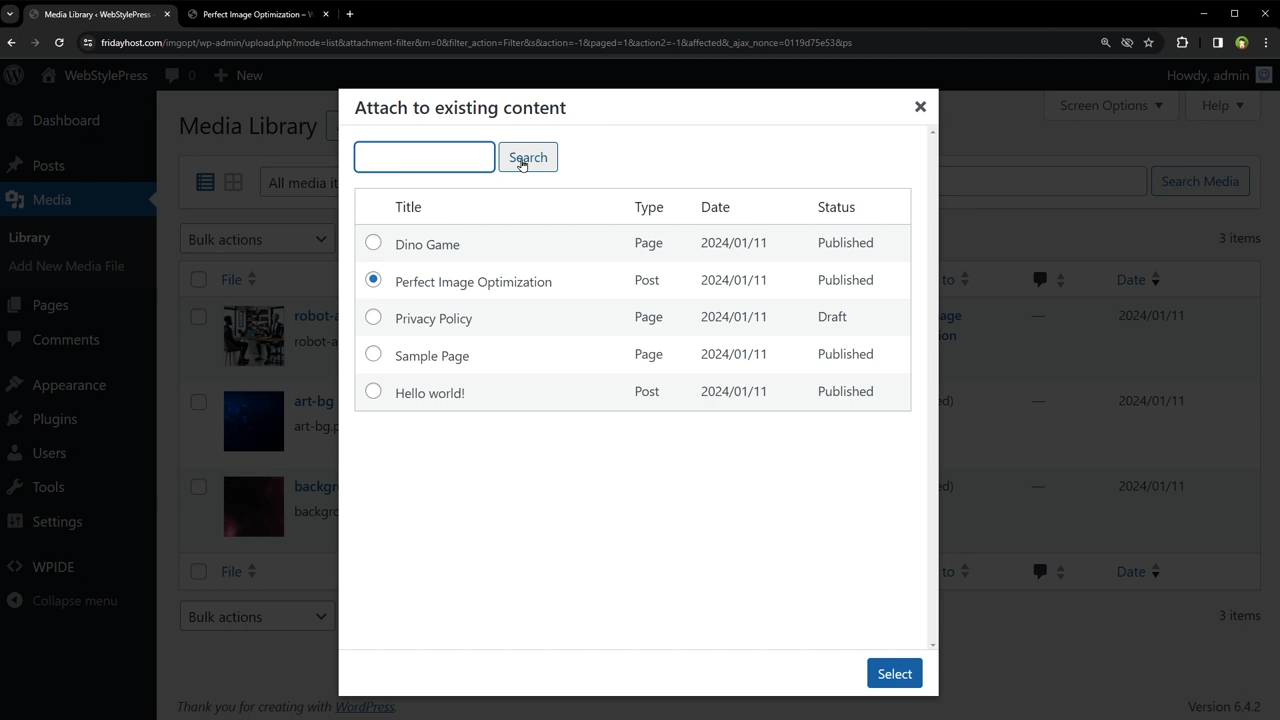 Media Library ‹ WebStylePress
Perfect Image Optimization –
fridayhost.com/imgopt/wp-admin/upload.php?mode=list&attachment-filter&m=0&filter_action=Filter&s&action=-1&paged=1&action2=-1&affected&_ajax_nonce=0119d75e53&ps
WebStylePress
0
New
Howdy, admin
Attach to existing content
Media Library
Screen Options
Help
Dashboard
Posts
Media
Library
Add New Media File
Pages
Comments
Appearance
Plugins
Users
Tools
Settings
WPIDE
Collapse menu
All media it
Search
Search Media
Bulk actions
3 items
File
to
Date
Title Type Date Status
Dino Game Page 2024/01/11 Published
Perfect Image Optimization Post 2024/01/11 Published
Privacy Policy Page 2024/01/11 Draft
Sample Page Page 2024/01/11 Published
Hello world! Post 2024/01/11 Published
robot-a
robot-a
age
on
— 2024/01/11
art-bg
art-bg.p
ed)
— 2024/01/11
backgr
backgro
ed)
— 2024/01/11
File
to
Date
Bulk actions
3 items
Select
Thank you for creating with WordPress.
Version 6.4.2